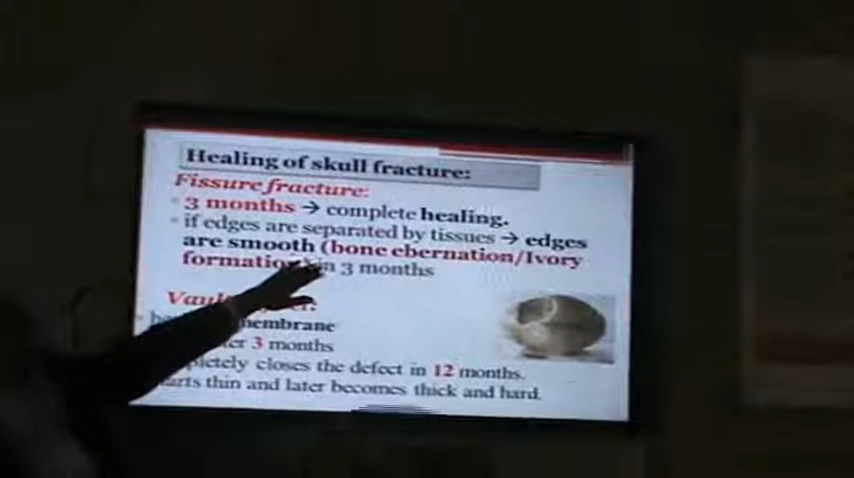 Healing of skull fracture:
Fissure fracture:
3 months → complete healing.
if edges are separated by tissues → edges
are smooth (bone ebernation/Ivory
in 3 months
membrane
3 months
closes the defect in 12 months.
thin and later becomes thick and hard.